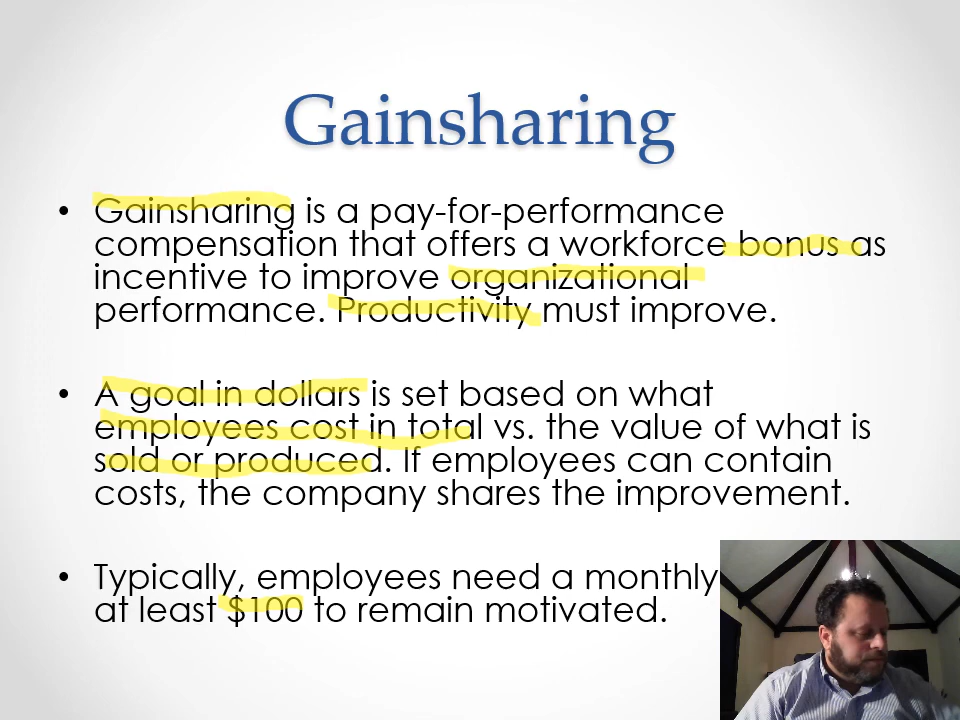 Gainsharing
• Gainsharing is a pay-for-performance
compensation that offers a workforce bonus as
incentive to improve organizational
performance. Productivity must improve.
• A goal in dollars is set based on what
employees cost in total vs. the value of what is
sold or produced. If employees can contain
costs, the company shares the improvement.
• Typically, employees need a monthly
at least $100 to remain motivated.